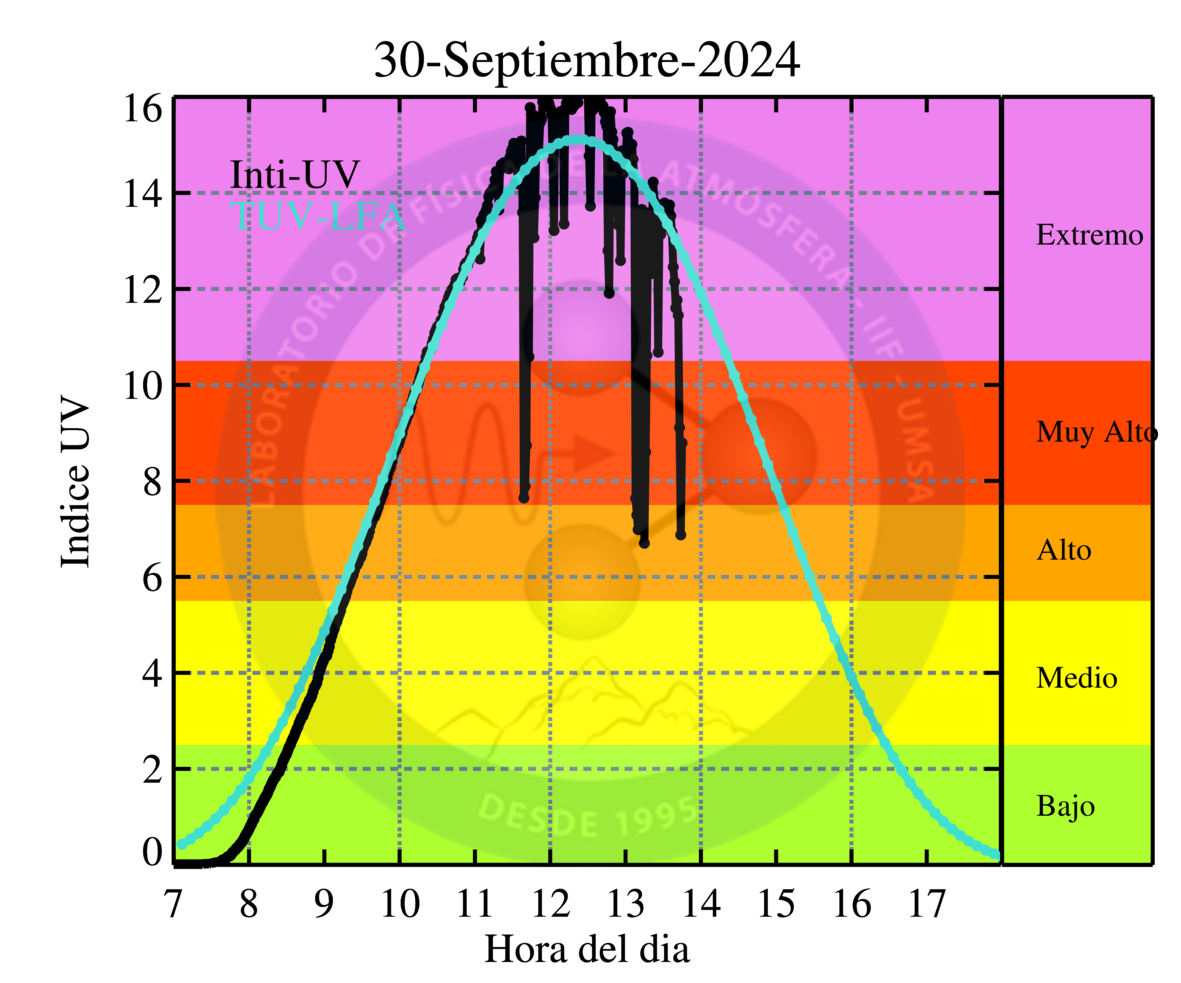 30-Septiembre-2024
Indice UV
16
14
12
10
8
6
4
2
0
Inti-UV
TUV-LFA
LABORATORIO DE FÍSICA DE LA ATMÓSFERA - IIF - UMSA
DESDE 1995
Extremo
Muy Alto
Alto
Medio
Bajo
7 8 9 10 11 12 13 14 15 16 17
Hora del dia